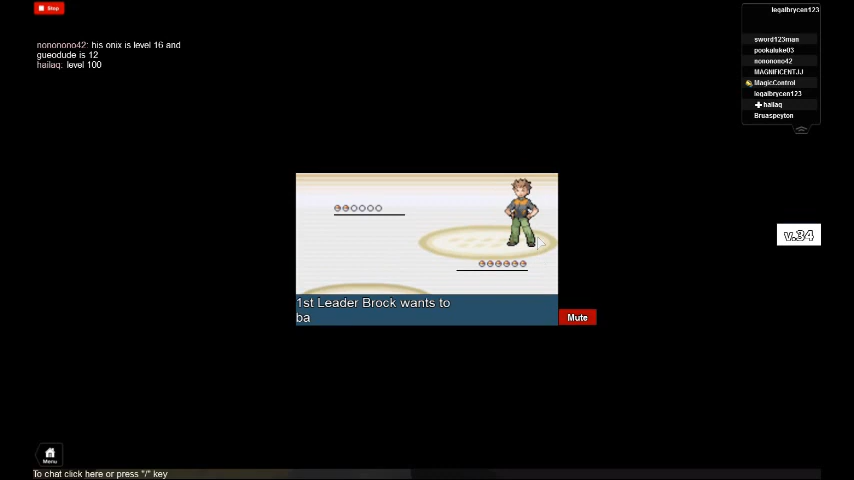 Stop
legalbrycen123
nononono42: his onix is level 16 and
gueodude is 12
hailaq: level 100
sword123man
pookaluke03
nononono42
MAGNIFICENTJJ
MagicControl
legalbrycen123
hailaq
Bruaspeyton
v.34
1st Leader Brock wants to
ba
Mute
Menu
To chat click here or press "/" key